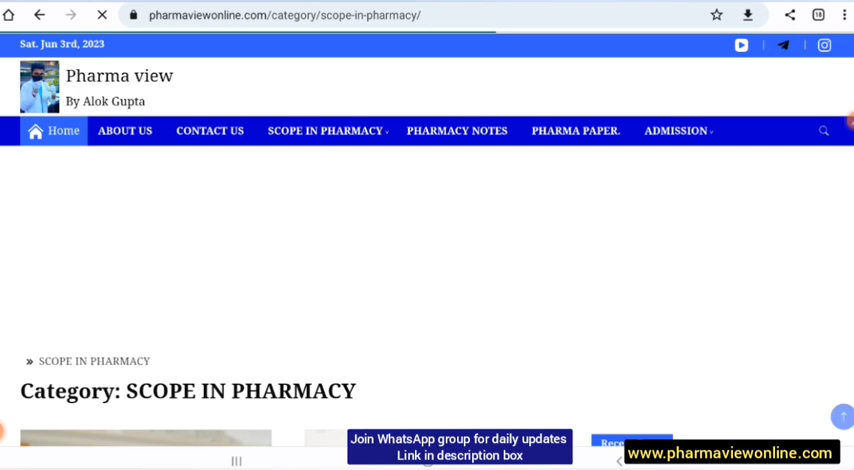 pharmaviewonline.com/category/scope-in-pharmacy/
18
Sat. Jun 3rd, 2023
Pharma view
By Alok Gupta
Home ABOUT US CONTACT US SCOPE IN PHARMACY PHARMACY NOTES PHARMA PAPER. ADMISSION
» SCOPE IN PHARMACY
Category: SCOPE IN PHARMACY
Join WhatsApp group for daily updates
Link in description box
www.pharmaviewonline.com